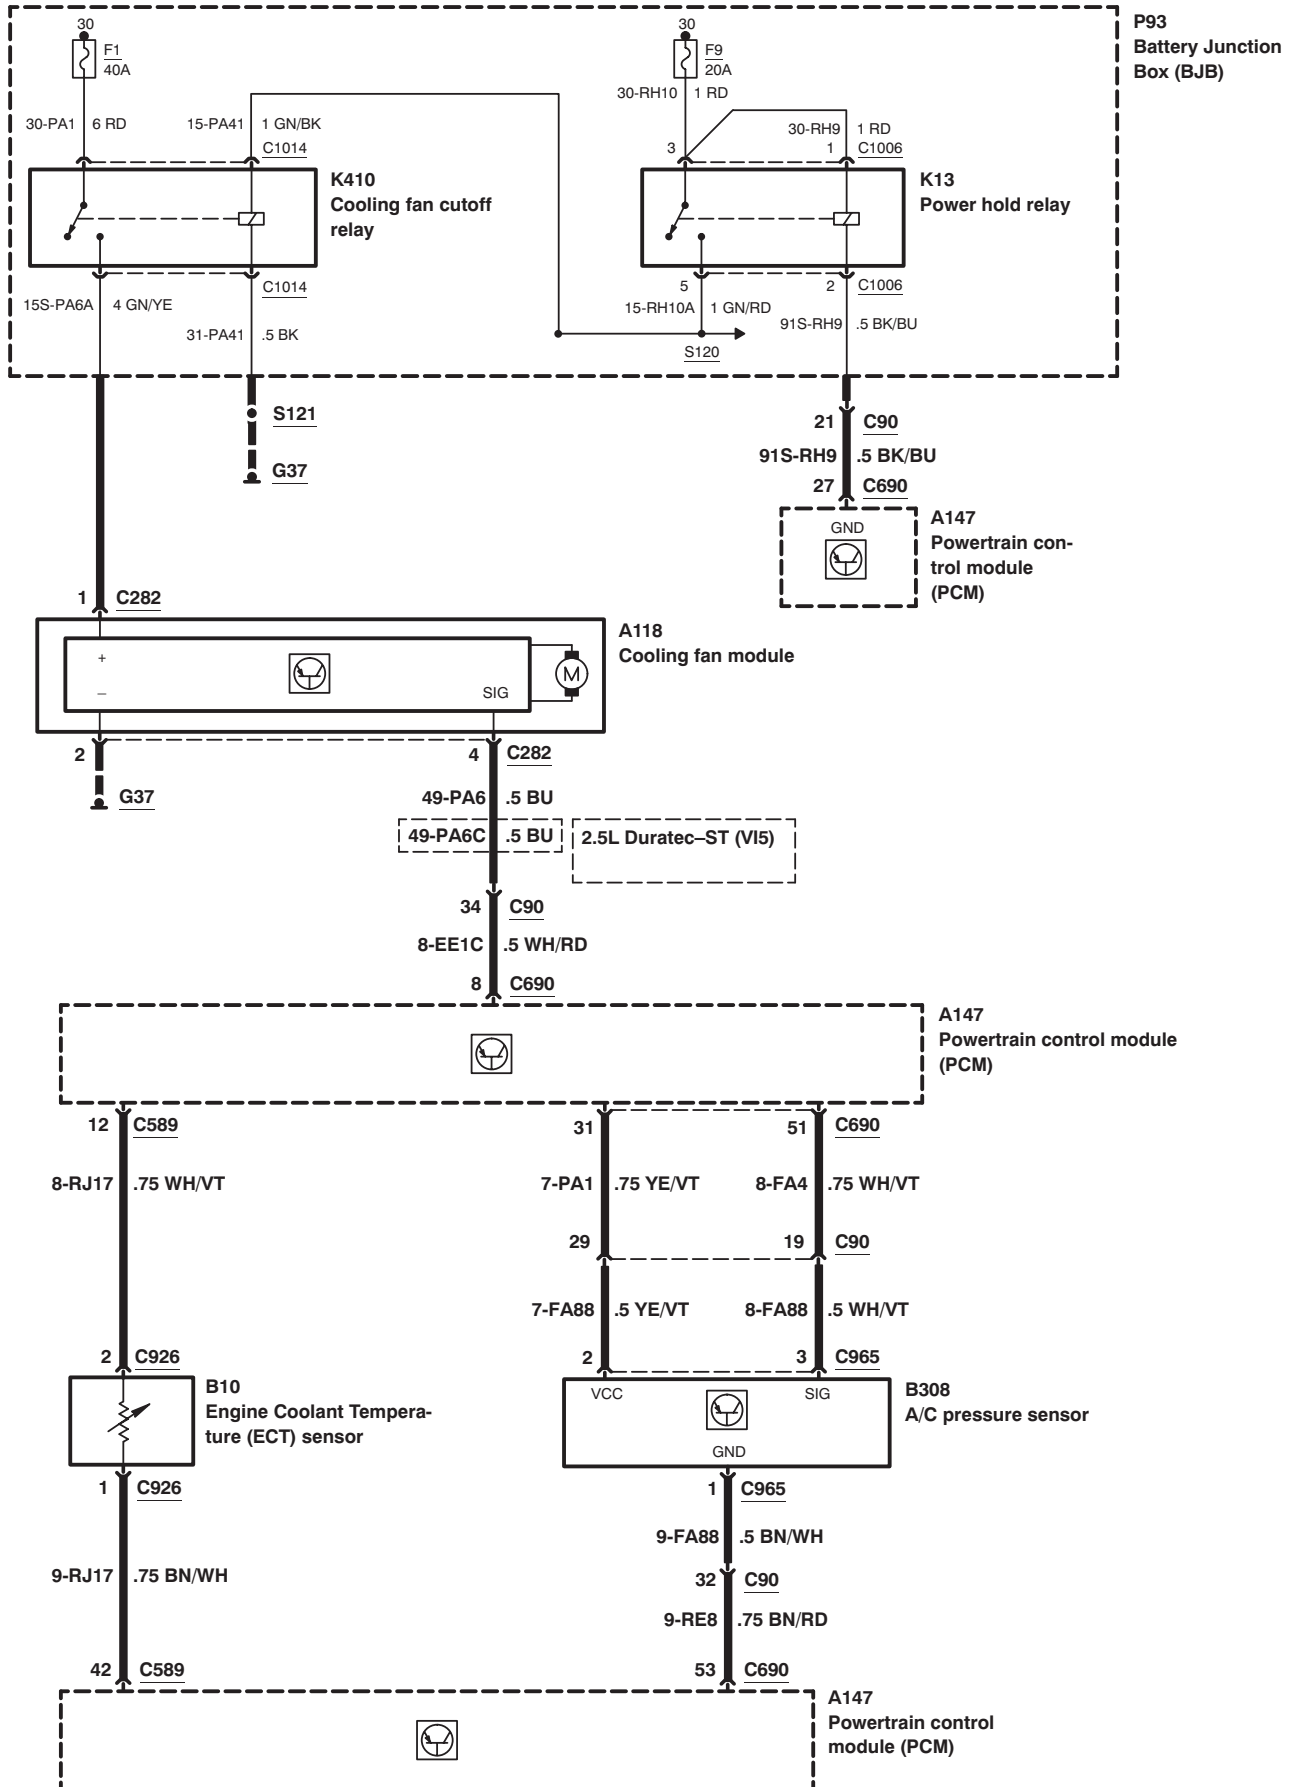 30
F1
40A
30
F9
20A
P93
Battery Junction
Box (BJB)
30-RH10 1 RD
30-PA1 6 RD
15-PA41 1 GN/BK
C1014
30-RH9 1 RD
3
1 C1006
K410
Cooling fan cutoff
relay
K13
Power hold relay
C1014
5
2 C1006
15S-PA6A 4 GN/YE
15-RH10A 1 GN/RD
31-PA41 .5 BK
91S-RH9 .5 BK/BU
S120
S121
G37
21 C90
91S-RH9 .5 BK/BU
27 C690
GND
A147
Powertrain con-
trol module
(PCM)
1 C282
A118
Cooling fan module
+
–
SIG
M
2
4 C282
G37
49-PA6 .5 BU
49-PA6C .5 BU
2.5L Duratec–ST (VI5)
34 C90
8-EE1C .5 WH/RD
8 C690
A147
Powertrain control module
(PCM)
12 C589
31
51 C690
8-RJ17 .75 WH/VT
7-PA1 .75 YE/VT
8-FA4 .75 WH/VT
29
19 C90
7-FA88 .5 YE/VT
8-FA88 .5 WH/VT
2 C926
2
3 C965
B10
Engine Coolant Tempera-
ture (ECT) sensor
VCC
SIG
GND
B308
A/C pressure sensor
1 C926
1 C965
9-FA88 .5 BN/WH
9-RJ17 .75 BN/WH
32 C90
9-RE8 .75 BN/RD
42 C589
53 C690
A147
Powertrain control
module (PCM)